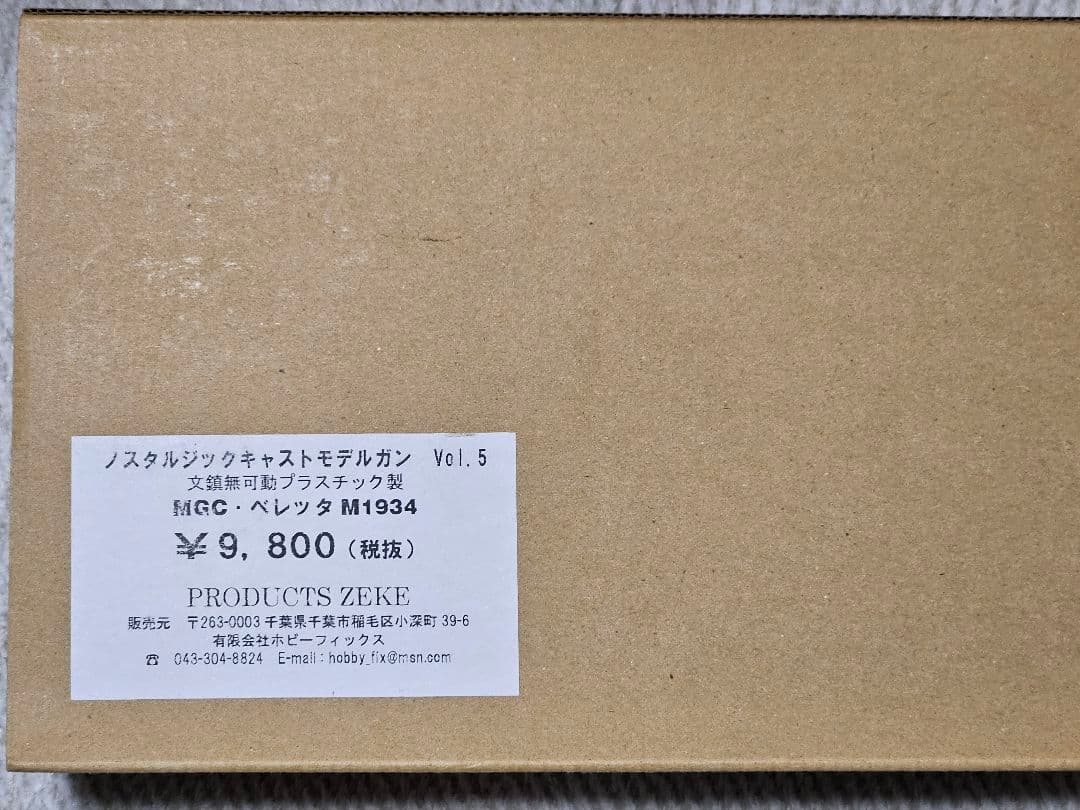 ノスタルジックキャストモデルガン Vol.5
文鎮無可動プラスチック製
MGC・ベレッタ M1934
¥9,800(税抜)
PRODUCTS ZEKE
販売元 〒263-0003 千葉県千葉市稲毛区小深町 39-6
有限会社ホビーフィックス
☎ 043-304-8824 E-mail:hobby_fix@msn.com